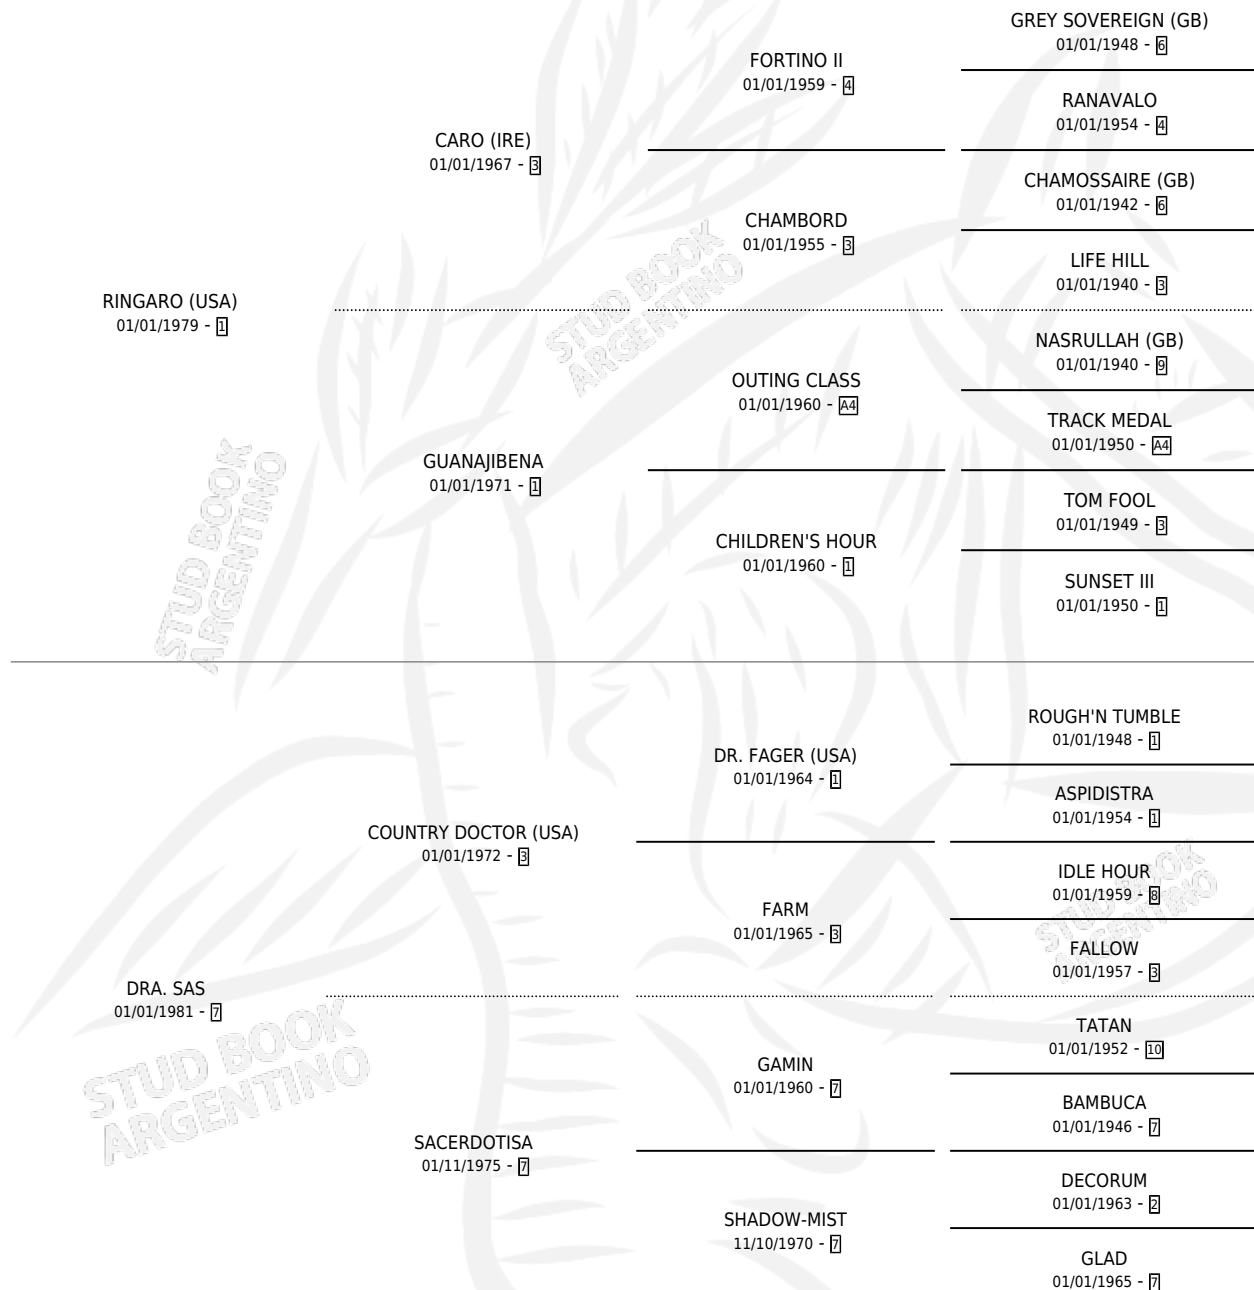 GREY SOVEREIGN (GB)
01/01/1948 - 6
FORTINO II
01/01/1959 - 4
RANAVALO
01/01/1954 - 4
CARO (IRE)
01/01/1967 - 3
CHAMOSSAIRE (GB)
01/01/1942 - 6
CHAMBORD
01/01/1955 - 3
LIFE HILL
01/01/1940 - 3
RINGARO (USA)
01/01/1979 - 1
NASRULLAH (GB)
01/01/1940 - 9
OUTING CLASS
01/01/1960 - A4
TRACK MEDAL
01/01/1950 - A4
GUANAJIBENA
01/01/1971 - 1
TOM FOOL
01/01/1949 - 3
CHILDREN'S HOUR
01/01/1960 - 1
SUNSET III
01/01/1950 - 1
ROUGH'N TUMBLE
01/01/1948 - 1
DR. FAGER (USA)
01/01/1964 - 1
ASPIDISTRA
01/01/1954 - 1
COUNTRY DOCTOR (USA)
01/01/1972 - 3
IDLE HOUR
01/01/1959 - 8
FARM
01/01/1965 - 3
FALLOW
01/01/1957 - 3
DRA. SAS
01/01/1981 - 7
TATAN
01/01/1952 - 10
GAMIN
01/01/1960 - 7
BAMBUCA
01/01/1946 - 7
SACERDOTISA
01/11/1975 - 7
DECORUM
01/01/1963 - 2
SHADOW-MIST
11/10/1970 - 7
GLAD
01/01/1965 - 7
STUD BOOK
ARGENTINO
STUD BOOK
ARGENTINO
STUD BOOK
ARGENTINO
STUD BOOK
ARGENTINO